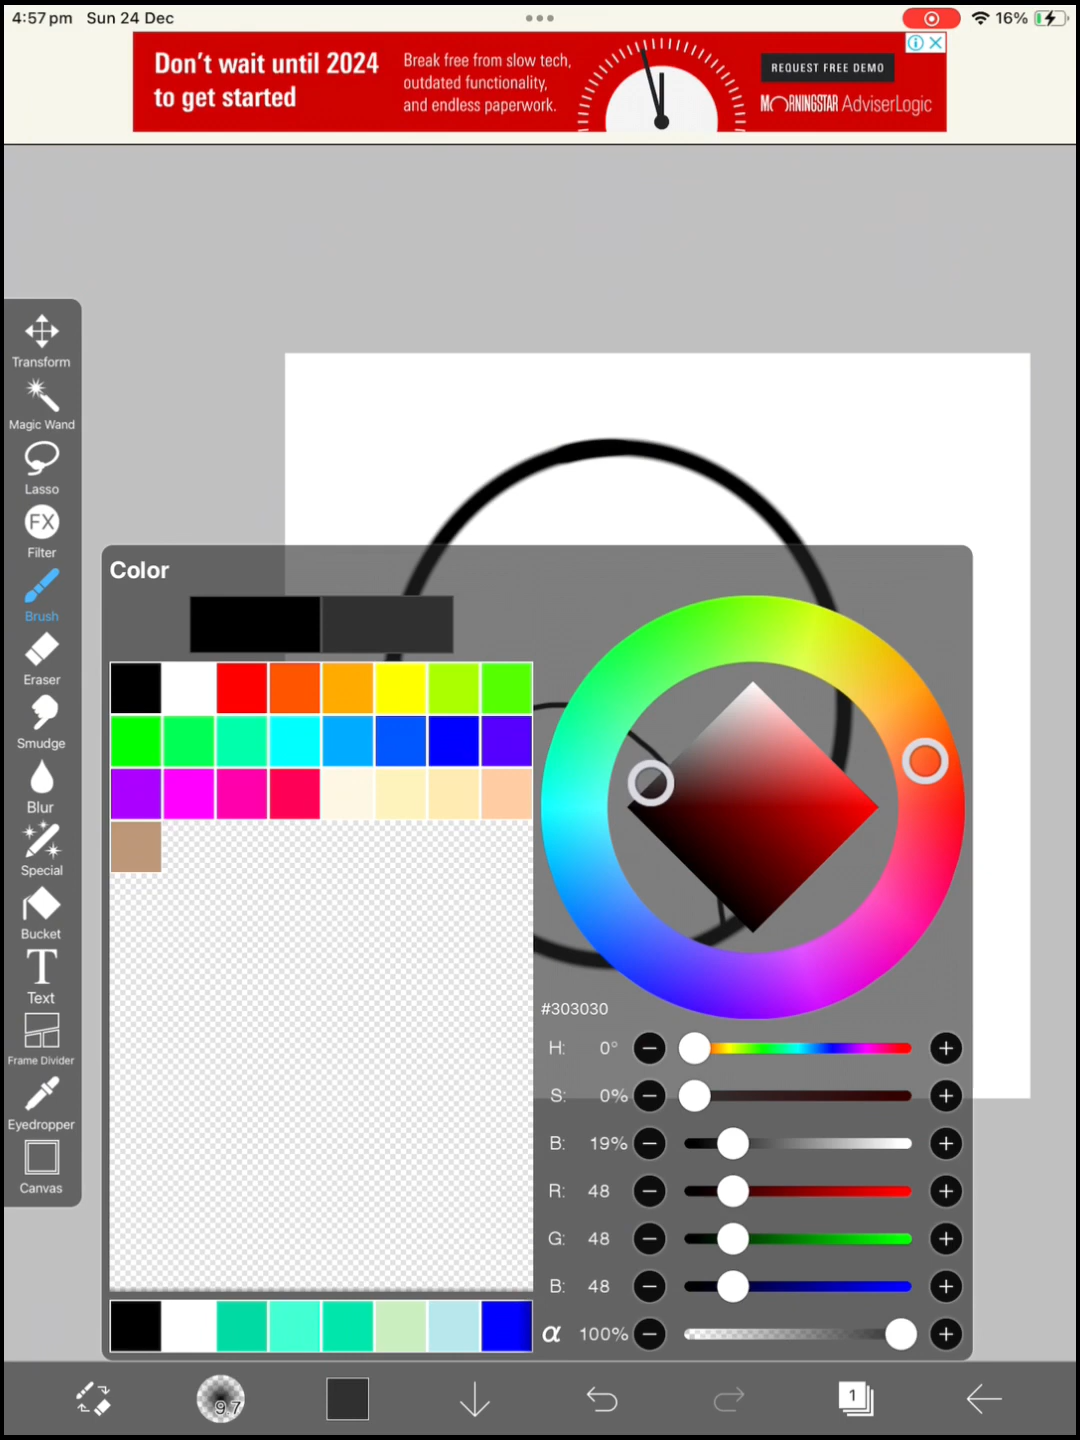 4:57 pm Sun 24 Dec
16%
Don't wait until 2024
to get started
Break free from slow tech,
outdated functionality,
and endless paperwork.
REQUEST FREE DEMO
MORNINGSTAR AdviserLogic
Transform
Magic Wand
Lasso
FX
Filter
Brush
Eraser
Smudge
Blur
Special
Bucket
T
Text
Frame Divider
Eyedropper
Canvas
Color
#303030
H: 0°
S: 0%
B: 19%
R: 48
G: 48
B: 48
α 100%
9.7
1